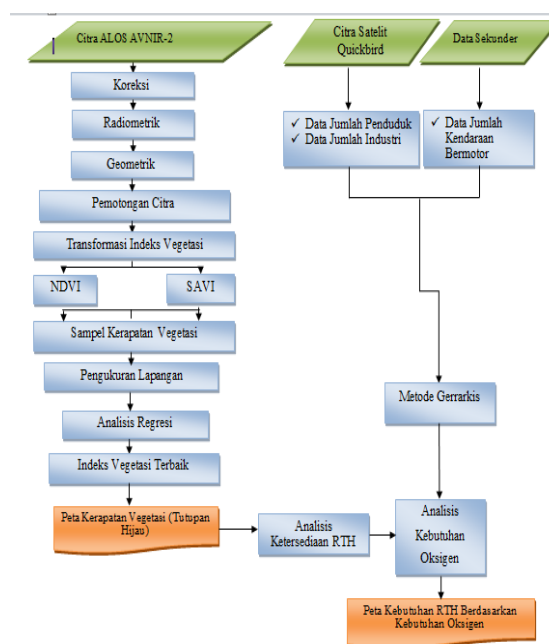 Citra ALOS AVNIR-2
Koreksi
Radiometrik
Geometrik
Pemotongan Citra
Transformasi Indeks Vegetasi
NDVI
SAVI
Sampel Kerapatan Vegetasi
Pengukuran Lapangan
Analisis Regresi
Indeks Vegetasi Terbaik
Peta Kerapatan Vegetasi (Tutupan
Hijau)
Analisis
Ketersediaan RTH
Citra Satelit
Quickbird
✓ Data Jumlah Penduduk
✓ Data Jumlah Industri
Data Sekunder
✓ Data Jumlah
Kendaraan
Bermotor
Metode Gerrarkis
Analisis
Kebutuhan
Oksigen
Peta Kebutuhan RTH Berdasarkan
Kebutuhan Oksigen